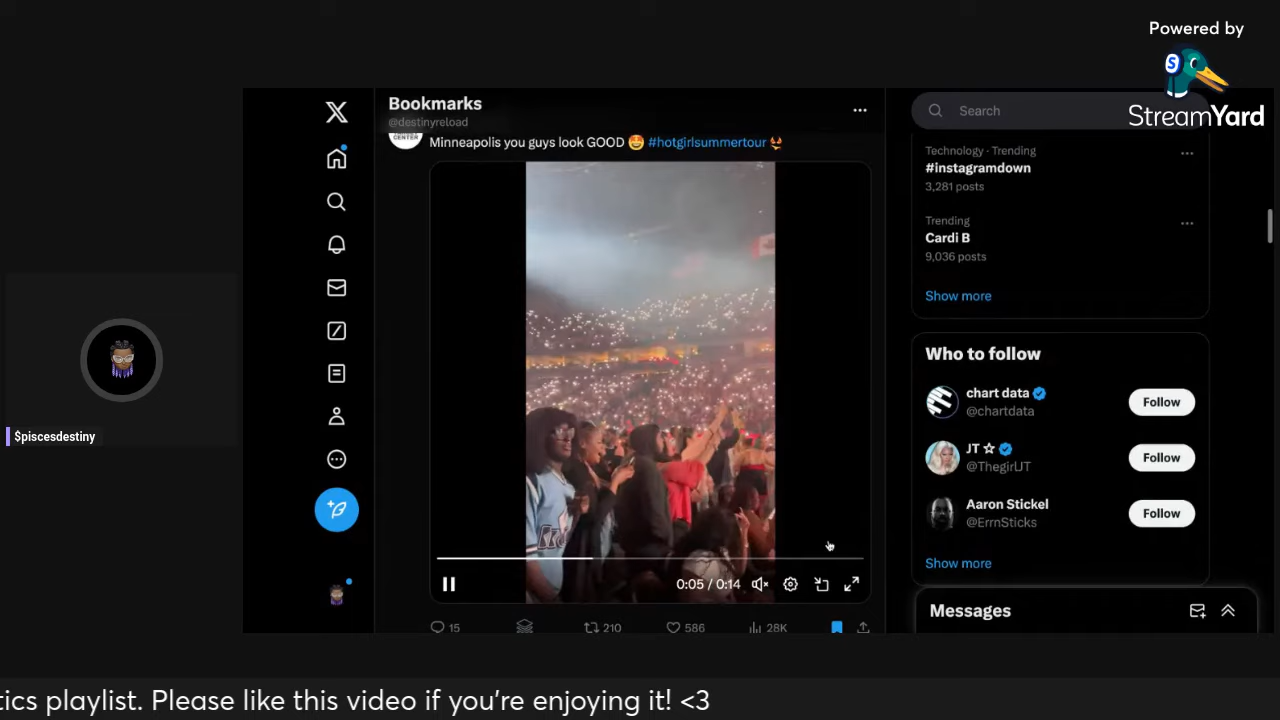 Powered by
StreamYard
Bookmarks
@destinyreload
CENTER
Minneapolis you guys look GOOD 🤩 #hotgirlsummertour
0:05 / 0:14
15
210
586
28K
Search
Technology · Trending
#instagramdown
3,281 posts
Trending
Cardi B
9,036 posts
Show more
Who to follow
chart data
@chartdata
Follow
JT ☆
@ThegirlJT
Follow
Aaron Stickel
@ErrnSticks
Follow
Show more
Messages
$piscesdestiny
tics playlist. Please like this video if you're enjoying it! <3